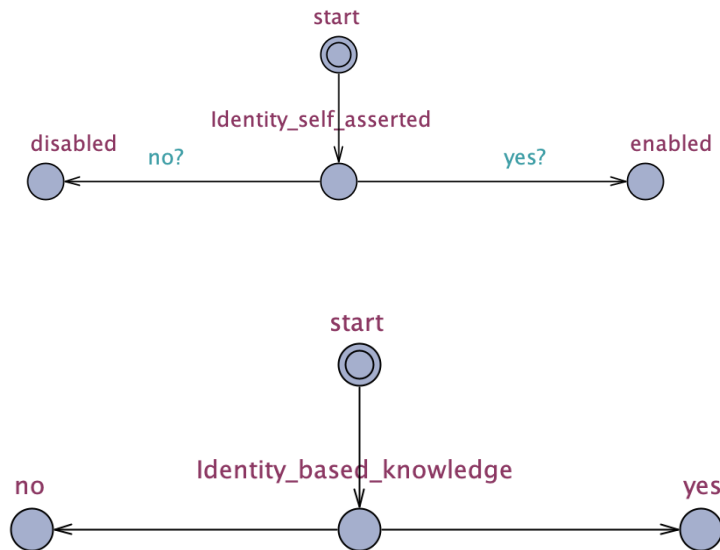 start
Identity_self_asserted
disabled
no?
yes?
enabled
start
Identity_based_knowledge
no
yes